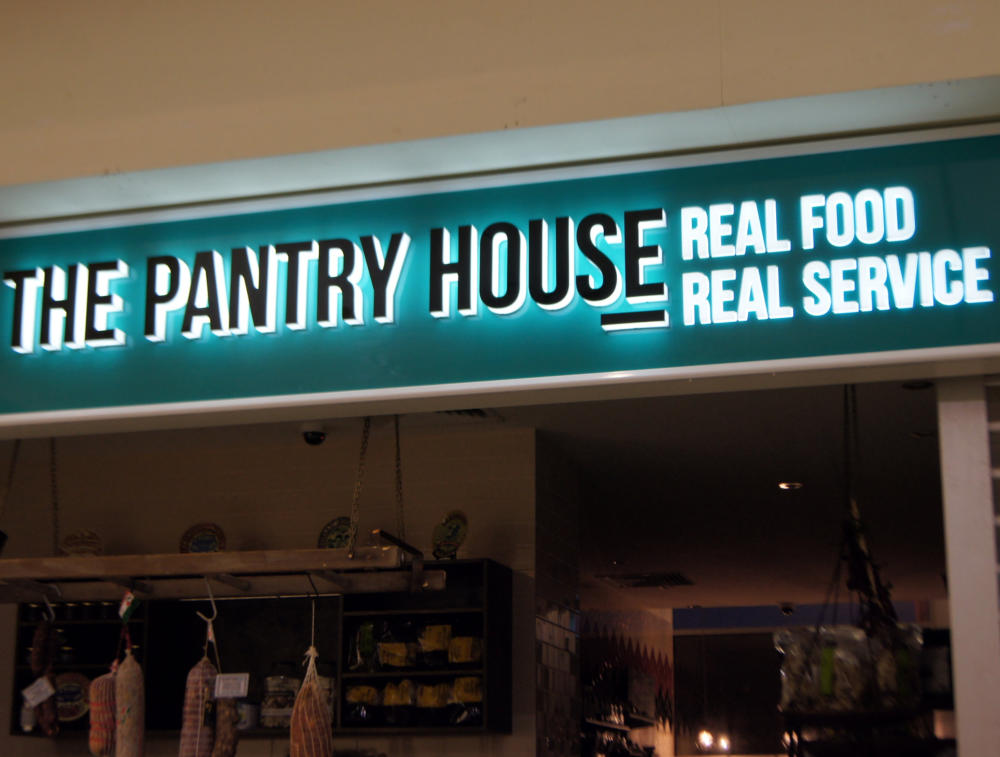 THE PANTRY HOUSE
REAL FOOD
REAL SERVICE